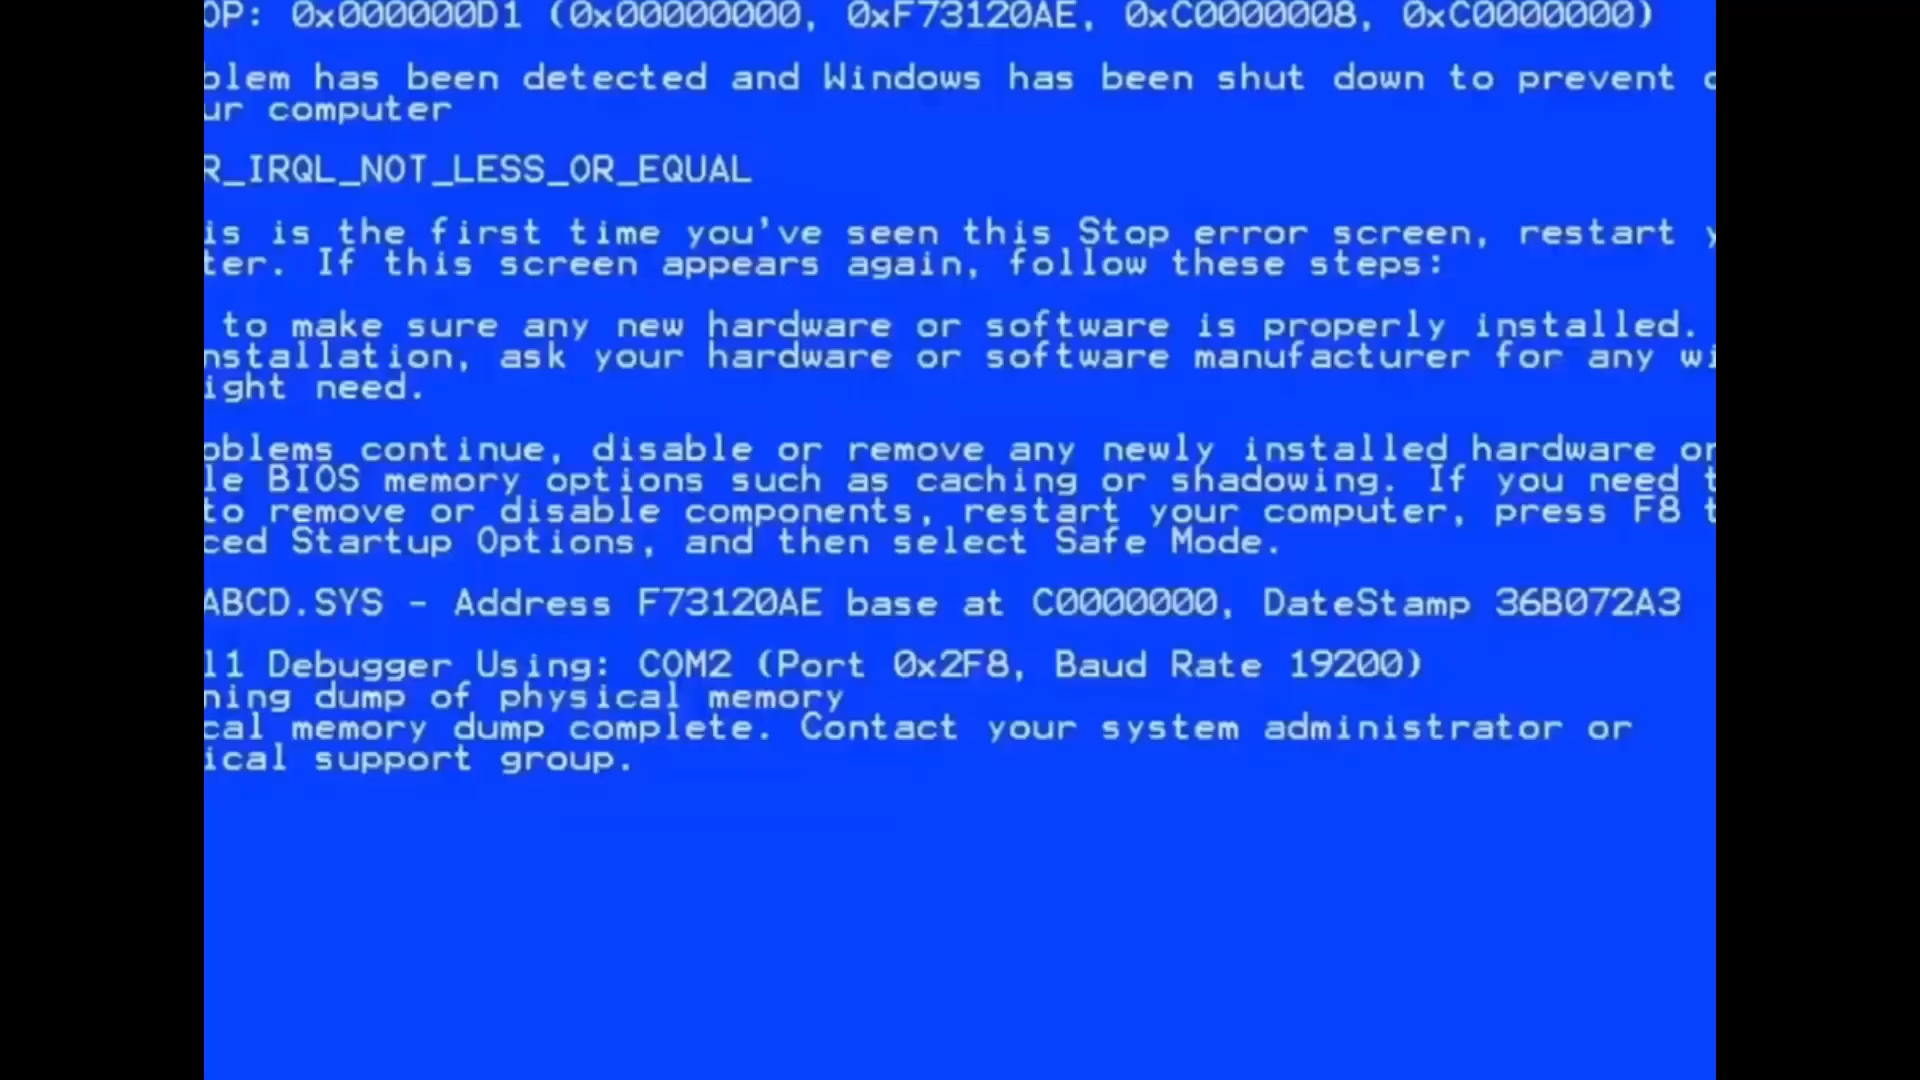 OP: 0x000000D1 (0x00000000, 0xF73120AE, 0xC0000008, 0xC0000000)
blem has been detected and Windows has been shut down to prevent
ur computer
R_IRQL_NOT_LESS_OR_EQUAL
is is the first time you've seen this Stop error screen, restart y
ter. If this screen appears again, follow these steps:
to make sure any new hardware or software is properly installed.
nstallation, ask your hardware or software manufacturer for any wi
ight need.
oblems continue, disable or remove any newly installed hardware or
le BIOS memory options such as caching or shadowing. If you need t
to remove or disable components, restart your computer, press F8 t
ced Startup Options, and then select Safe Mode.
ABCD.SYS - Address F73120AE base at C0000000, DateStamp 36B072A3
l1 Debugger Using: COM2 (Port 0x2F8, Baud Rate 19200)
ning dump of physical memory
cal memory dump complete. Contact your system administrator or
ical support group.